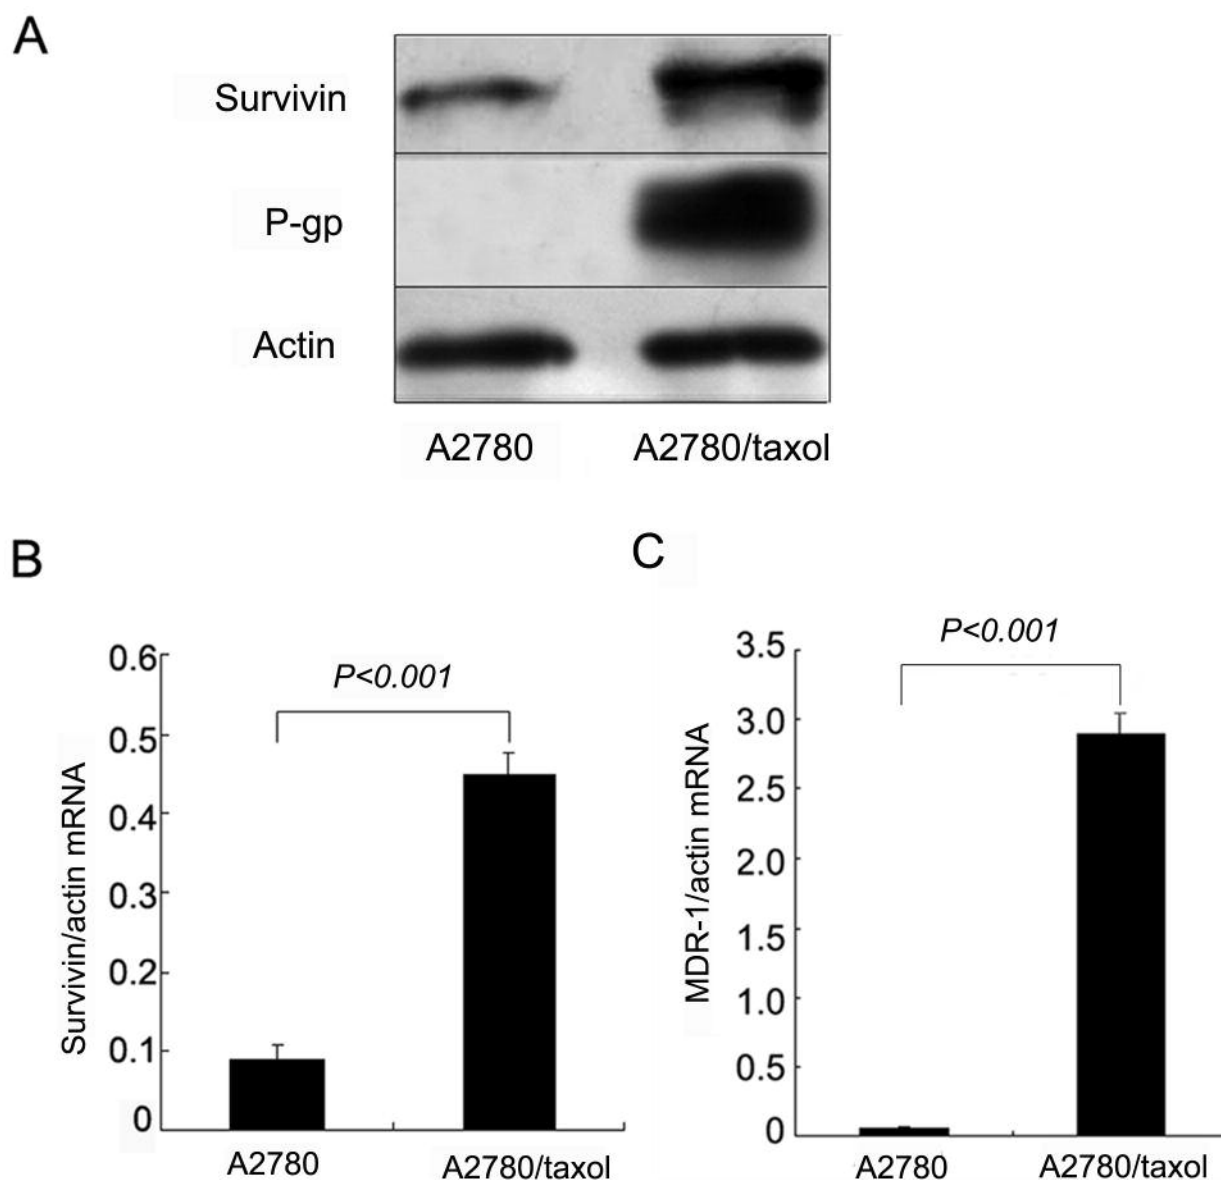 A
Survivin
P-gp
Actin
A2780 A2780/taxol
B
P<0.001
0.6
0.5
0.4
0.3
0.2
0.1
0
Survivin/actin mRNA
A2780 A2780/taxol
C
P<0.001
3.5
3.0
2.5
2.0
1.5
1.0
0.5
0
MDR-1/actin mRNA
A2780 A2780/taxol